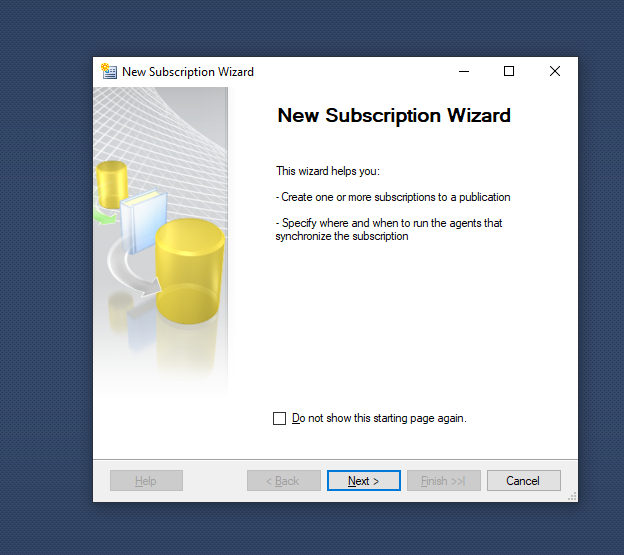 New Subscription Wizard
New Subscription Wizard
This wizard helps you:
- Create one or more subscriptions to a publication
- Specify where and when to run the agents that
synchronize the subscription
Do not show this starting page again.
Help
< Back
Next >
Finish >>|
Cancel